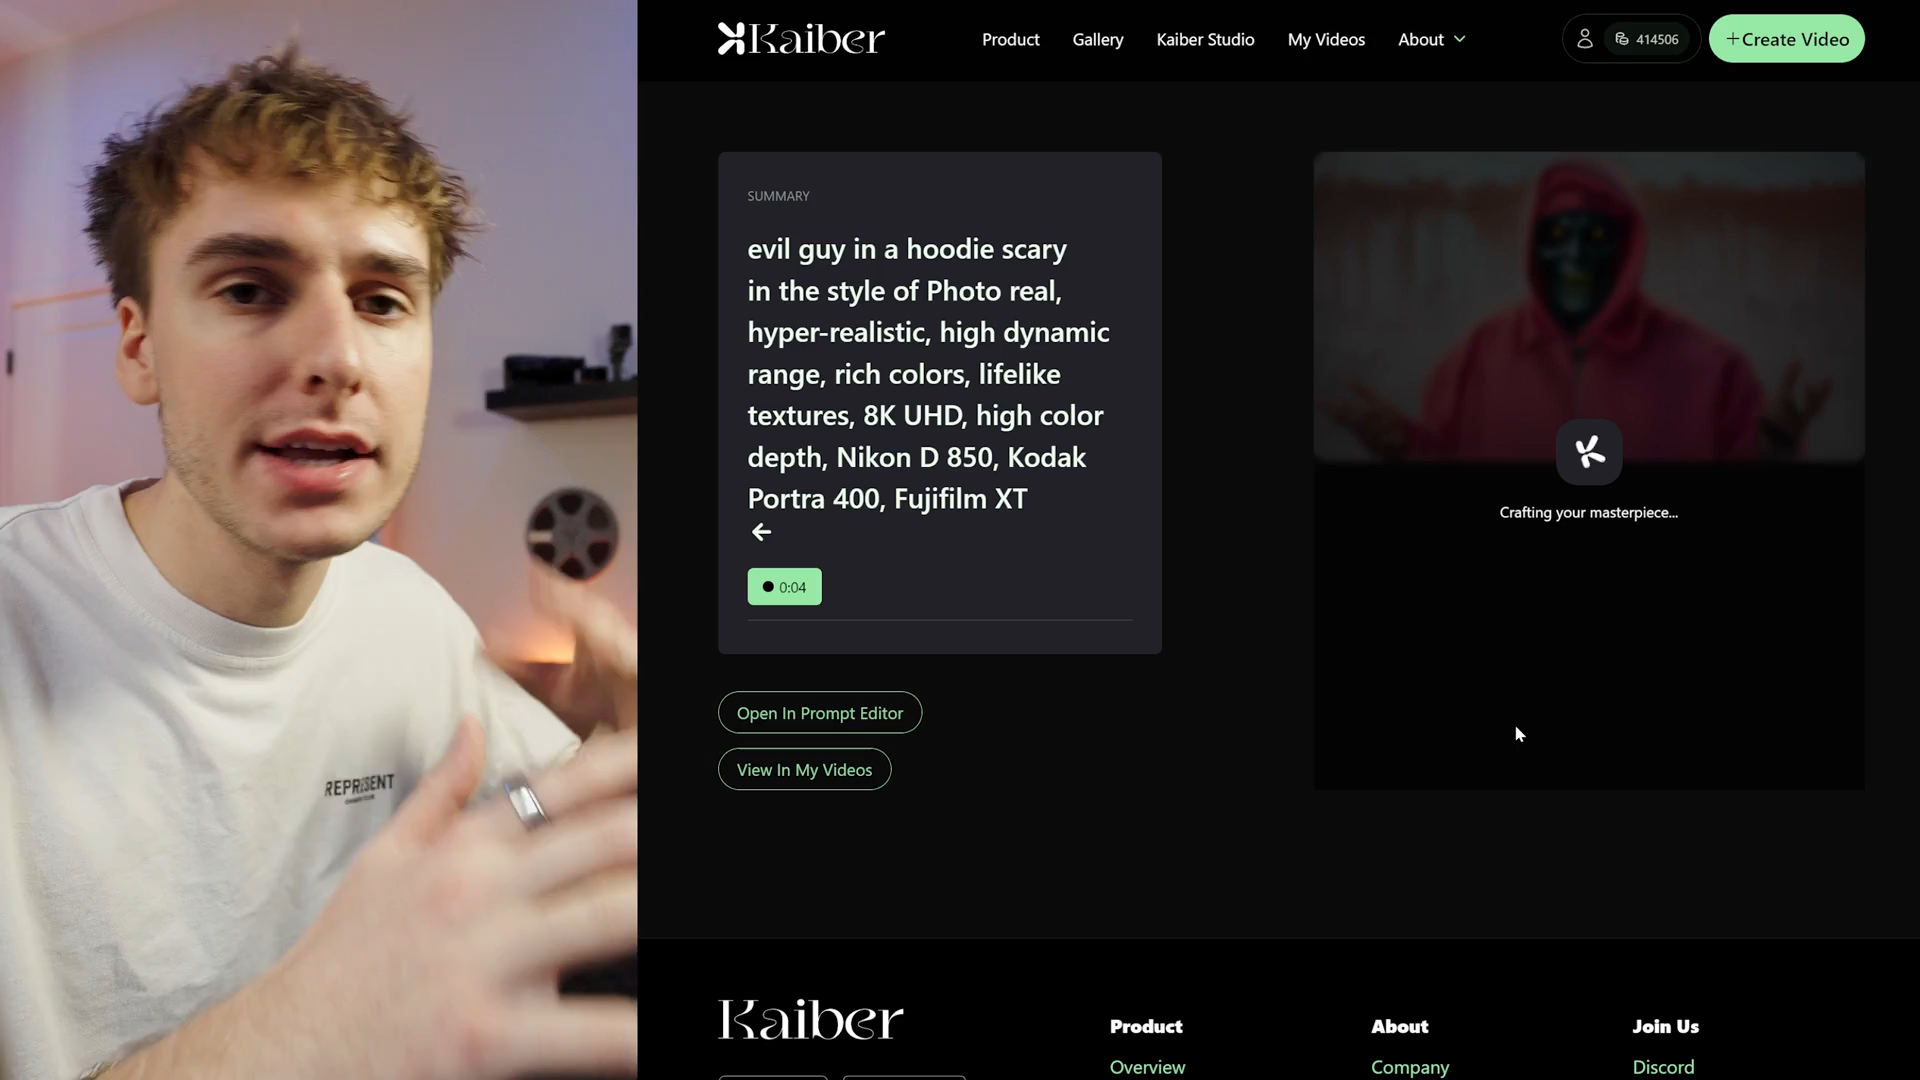 Kaiber
Product
Gallery
Kaiber Studio
My Videos
About
414506
+Create Video
SUMMARY
evil guy in a hoodie scary
in the style of Photo real,
hyper-realistic, high dynamic
range, rich colors, lifelike
textures, 8K UHD, high color
depth, Nikon D 850, Kodak
Portra 400, Fujifilm XT
0:04
Crafting your masterpiece...
Open In Prompt Editor
View In My Videos
REPRESENT
Kaiber
Product
About
Join Us
Overview
Company
Discord